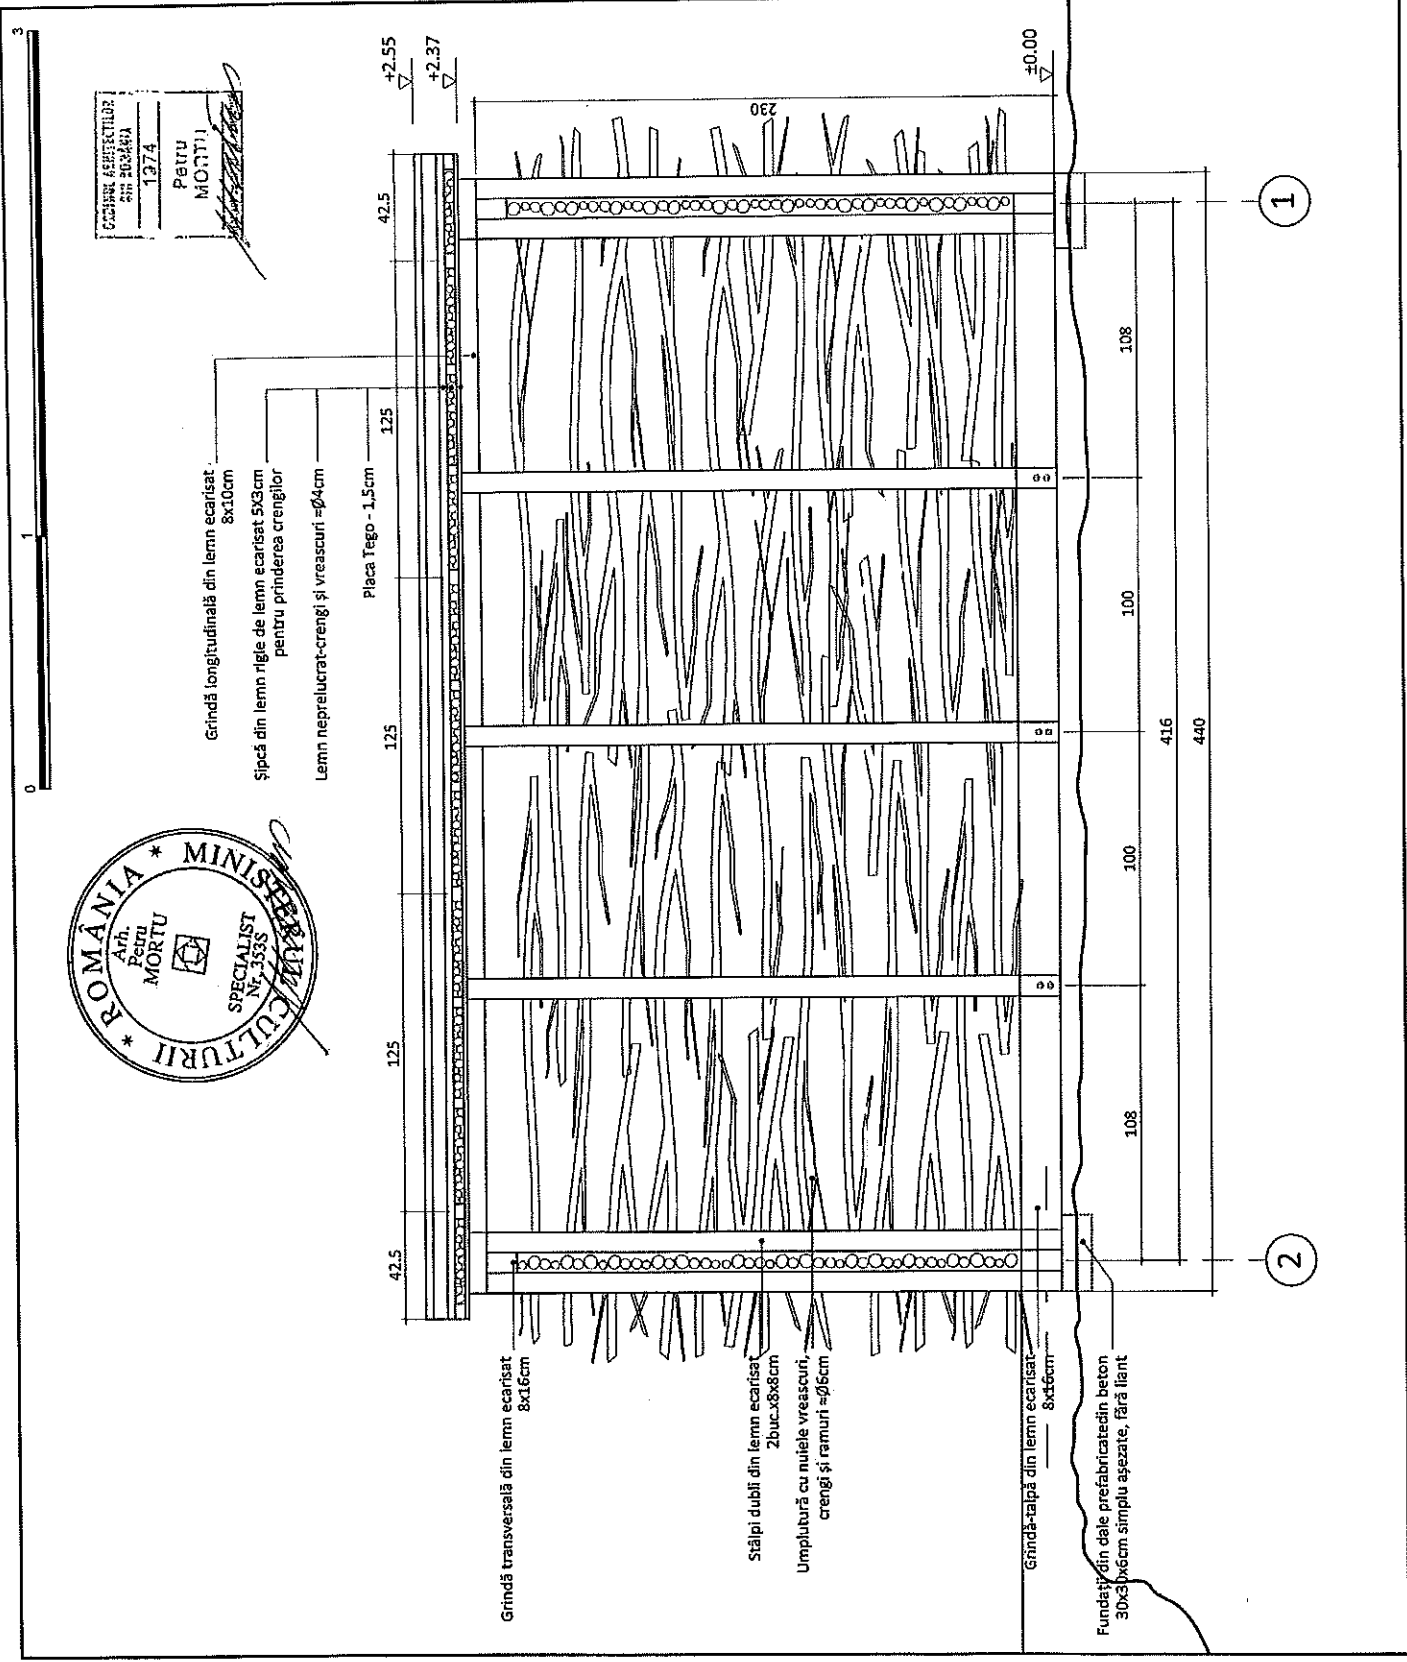 0
1
3
ROMÂNIA * MINISTERUL CULTURII *
Arh.
Petru
MORTU
SPECIALIST
Nr. 353S
ORDINUL ARHITECTILOR
DIN ROMÂNIA
1974
Petru
MORTU
Grindă longitudinală din lemn ecarisat
8x10cm
Șipcă din lemn rigle de lemn ecarisat 5X3cm
pentru prinderea crengilor
Lemn neprelucrat-crengi și vreascuri ≈Ø4cm
Placa Tego - 1,5cm
42.5
125
125
125
42.5
+2.55
+2.37
230
±0.00
Grindă transversală din lemn ecarisat
8x16cm
Stâlpi dubli din lemn ecarisat
2buc.x8x8cm
Umplutură cu nuiele vreascuri,
crengi și ramuri ≈Ø6cm
Grindă-talpă din lemn ecarisat
8x16cm
Fundații din dale prefabricatedin beton
30x30x6cm simplu așezate, fără liant
108
100
100
108
416
440
2
1